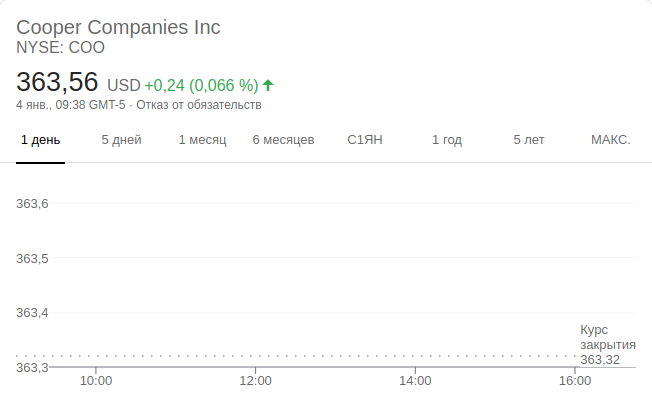 Cooper Companies Inc
NYSE: COO
363,56 USD +0,24 (0,066 %)
4 янв., 09:38 GMT-5 · Отказ от обязательств
1 день 5 дней 1 месяц 6 месяцев С1ЯН 1 год 5 лет МАКС.
363,6
363,5
363,4
Курс
закрытия
363,32
363,3
10:00 12:00 14:00 16:00